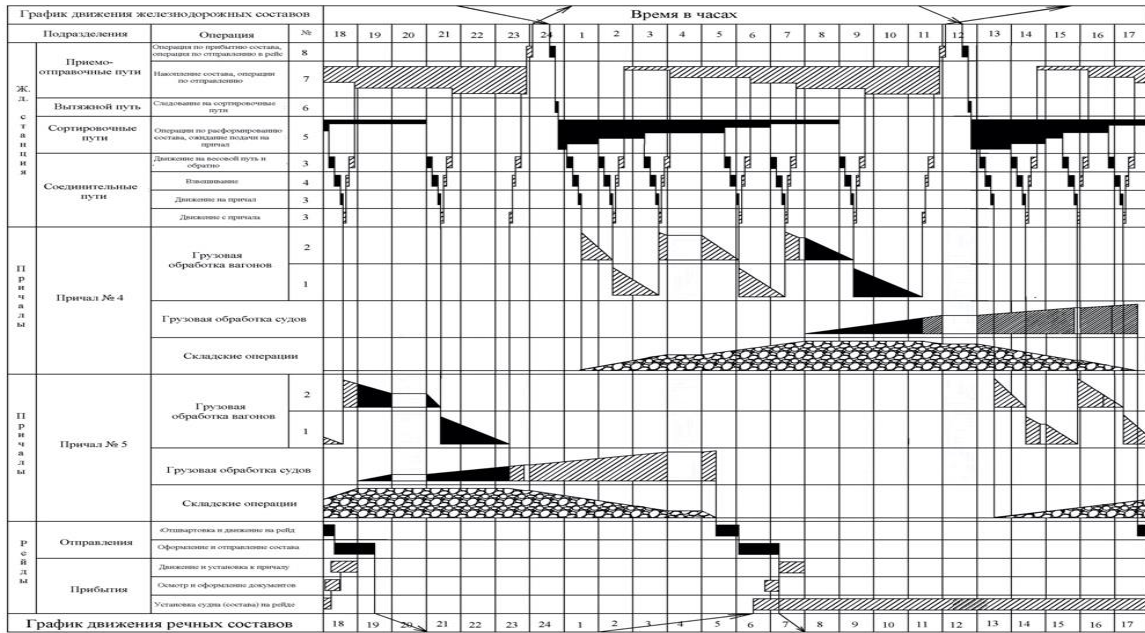 График движения железнодорожных составов
Время в часах
Подразделения
Операция
№
18 19 20 21 22 23 24 1 2 3 4 5 6 7 8 9 10 11 12 13 14 15 16 17
Ж.д. станция
Приемо-
отправочные пути
Операции по прибытию состава,
операции по отправлению в рейс
8
Накопление состава, операции
по отправлению
7
Вытяжной путь
Следование на сортировочные
пути
6
Сортировочные
пути
Операции по расформированию
состава, ожидание подачи на
причал
5
Соединительные
пути
Движение на весовой путь и
обратно
3
Взвешивание
4
Движение на причал
3
Движение с причала
3
Причалы
Причал № 4
Грузовая
обработка вагонов
2
1
Грузовая обработка судов
Складские операции
Причалы
Причал № 5
Грузовая
обработка вагонов
2
1
Грузовая обработка судов
Складские операции
Рейды
Отправления
Отшвартовка и движение на рейд
Оформление и отправление состава
Прибытия
Движение и установка к причалу
Осмотр и оформление документов
Установка судна (состава) на рейде
График движения речных составов
18 19 20 21 22 23 24 1 2 3 4 5 6 7 8 9 10 11 12 13 14 15 16 17